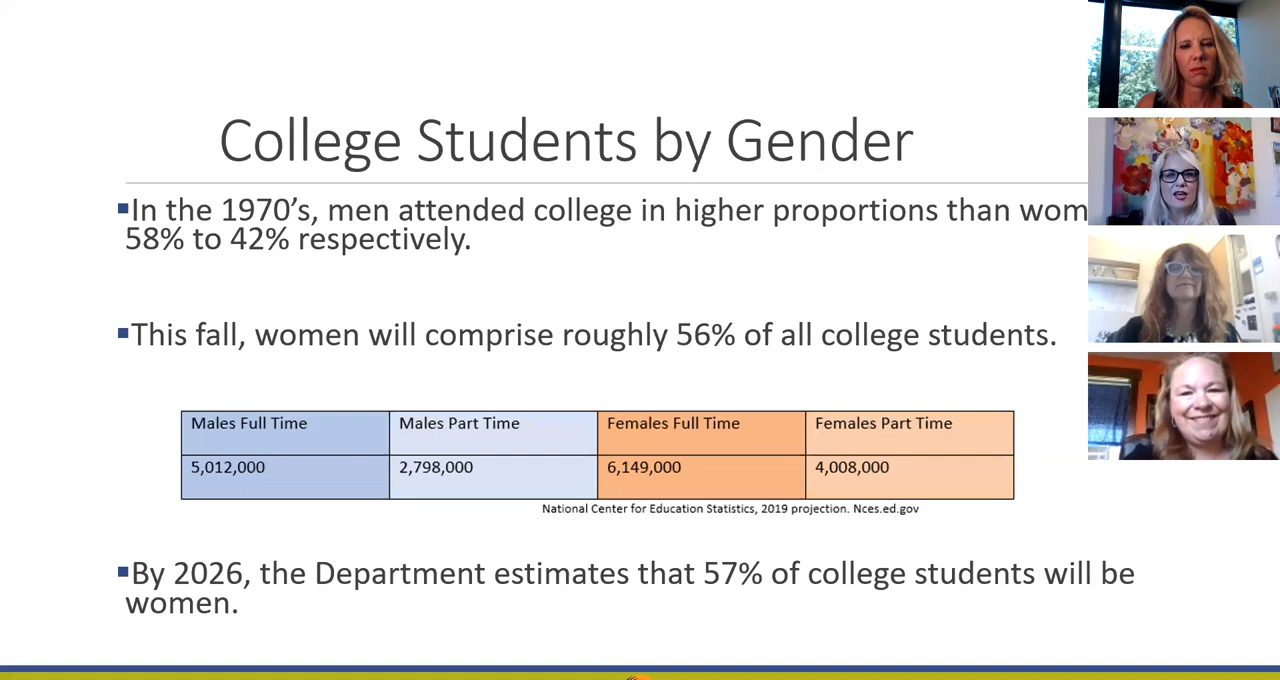 College Students by Gender
▪In the 1970’s, men attended college in higher proportions than wom
58% to 42% respectively.
▪This fall, women will comprise roughly 56% of all college students.
Males Full Time Males Part Time Females Full Time Females Part Time
5,012,000 2,798,000 6,149,000 4,008,000
National Center for Education Statistics, 2019 projection. Nces.ed.gov
▪By 2026, the Department estimates that 57% of college students will be
women.